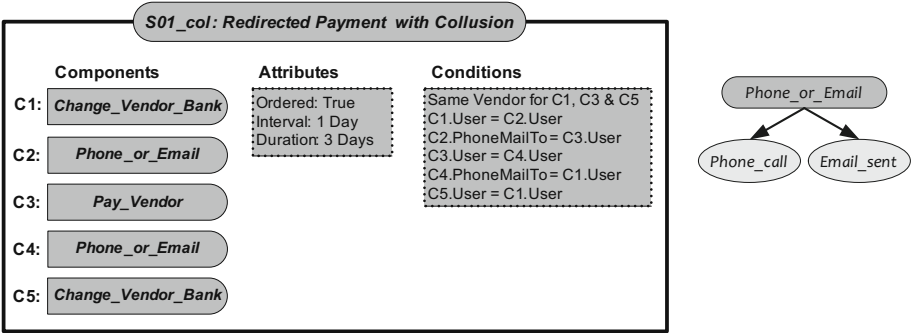 S01_col: Redirected Payment with Collusion
Components
C1: Change_Vendor_Bank
C2: Phone_or_Email
C3: Pay_Vendor
C4: Phone_or_Email
C5: Change_Vendor_Bank
Attributes
Ordered: True
Interval: 1 Day
Duration: 3 Days
Conditions
Same Vendor for C1, C3 & C5
C1.User = C2.User
C2.PhoneMailTo = C3.User
C3.User = C4.User
C4.PhoneMailTo = C1.User
C5.User = C1.User
Phone_or_Email
Phone_call
Email_sent